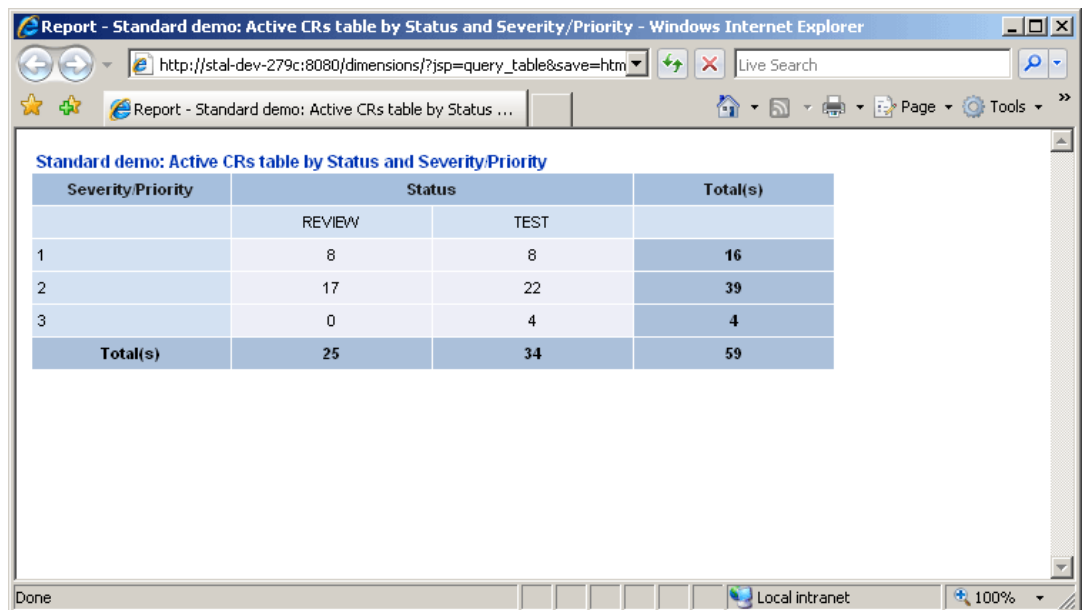 Report - Standard demo: Active CRs table by Status and Severity/Priority - Windows Internet Explorer
http://stal-dev-279c:8080/dimensions/?jsp=query_table&save=htm
Live Search
Report - Standard demo: Active CRs table by Status ...
Page
Tools
»
Standard demo: Active CRs table by Status and Severity/Priority
Severity/Priority Status Total(s)
REVIEW TEST
1 8 8 16
2 17 22 39
3 0 4 4
Total(s) 25 34 59
Done Local intranet 100%